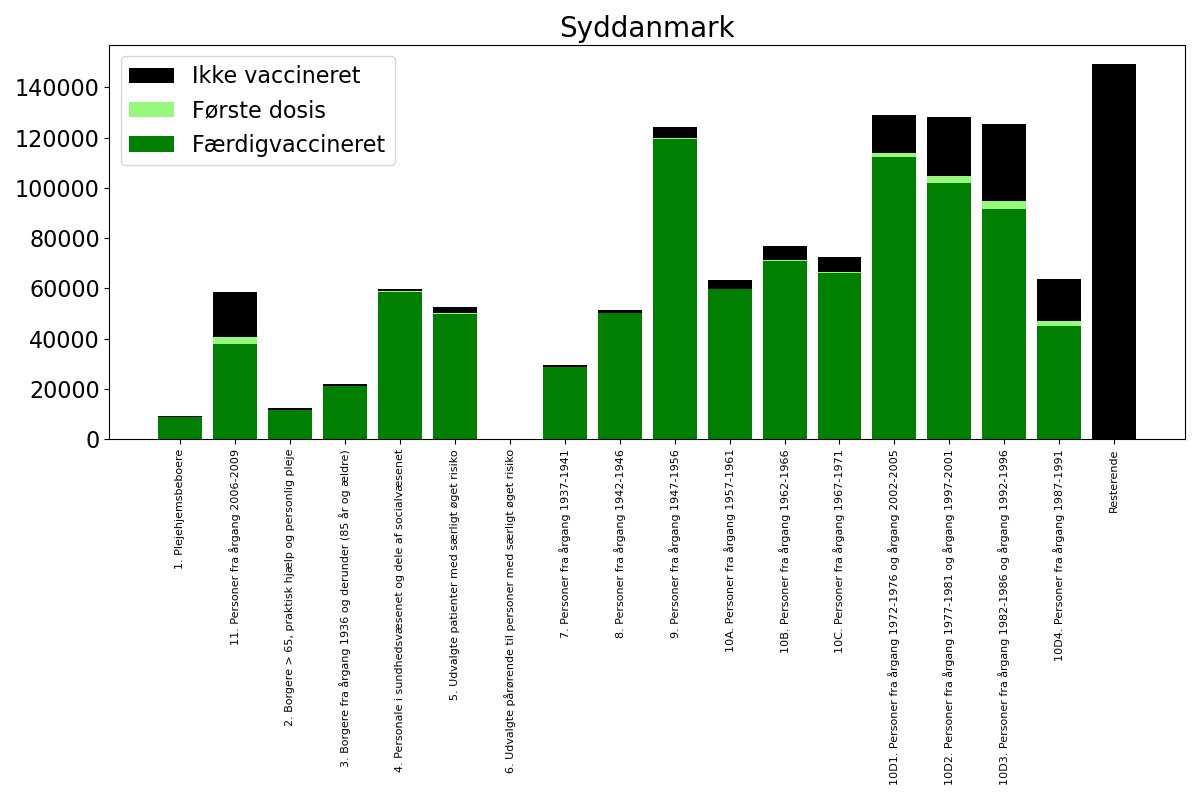 Syddanmark
Ikke vaccineret
Første dosis
Færdigvaccineret
140000
120000
100000
80000
60000
40000
20000
0
1. Plejehjemsbeboere
11. Personer fra årgang 2006-2009
2. Borgere > 65, praktisk hjælp og personlig pleje
3. Borgere fra årgang 1936 og derunder (85 år og ældre)
4. Personale i sundhedsvæsenet og dele af socialvæsenet
5. Udvalgte patienter med særligt øget risiko
6. Udvalgte pårørende til personer med særligt øget risiko
7. Personer fra årgang 1937-1941
8. Personer fra årgang 1942-1946
9. Personer fra årgang 1947-1956
10A. Personer fra årgang 1957-1961
10B. Personer fra årgang 1962-1966
10C. Personer fra årgang 1967-1971
10D1. Personer fra årgang 1972-1976 og årgang 2002-2005
10D2. Personer fra årgang 1977-1981 og årgang 1997-2001
10D3. Personer fra årgang 1982-1986 og årgang 1992-1996
10D4. Personer fra årgang 1987-1991
Resterende